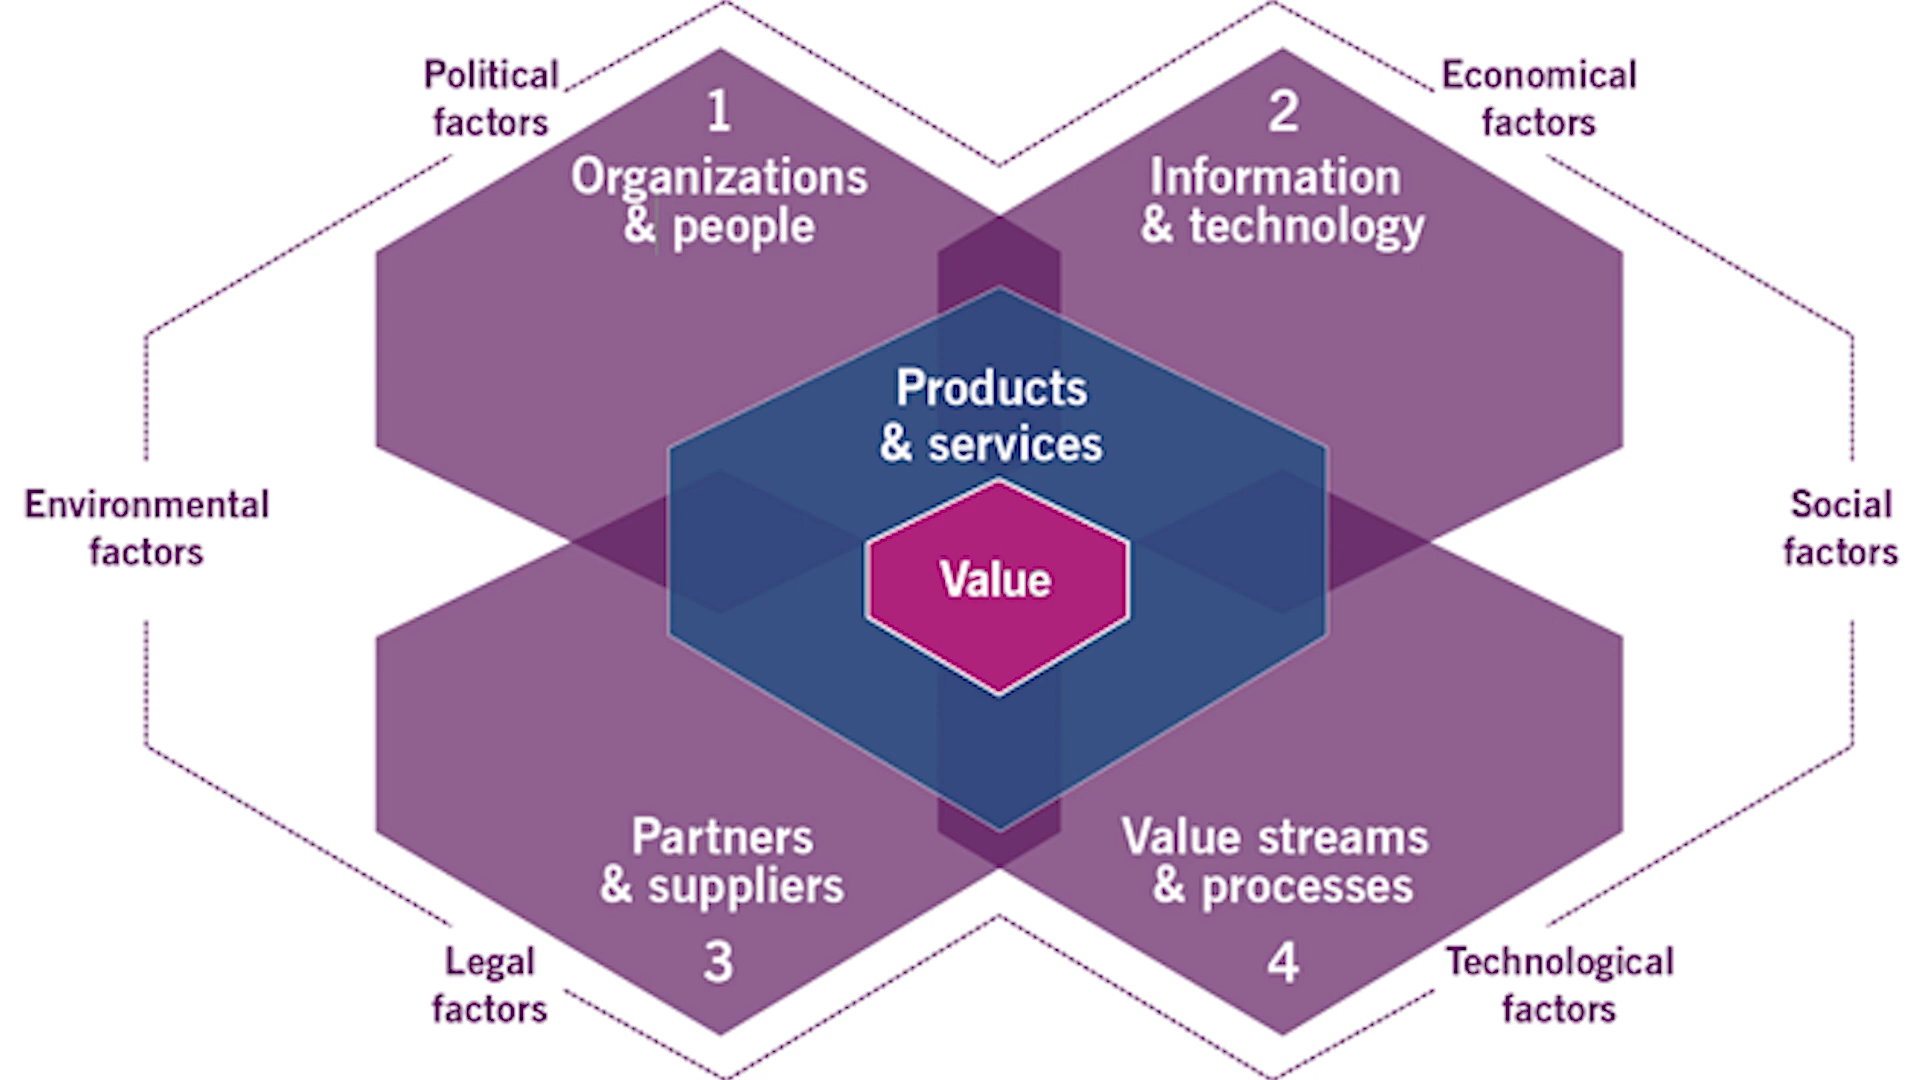 Political
factors
1
Organizations
& people
2
Information
& technology
Economical
factors
Products
& services
Value
Environmental
factors
Social
factors
Partners
& suppliers
3
Value streams
& processes
4
Legal
factors
Technological
factors